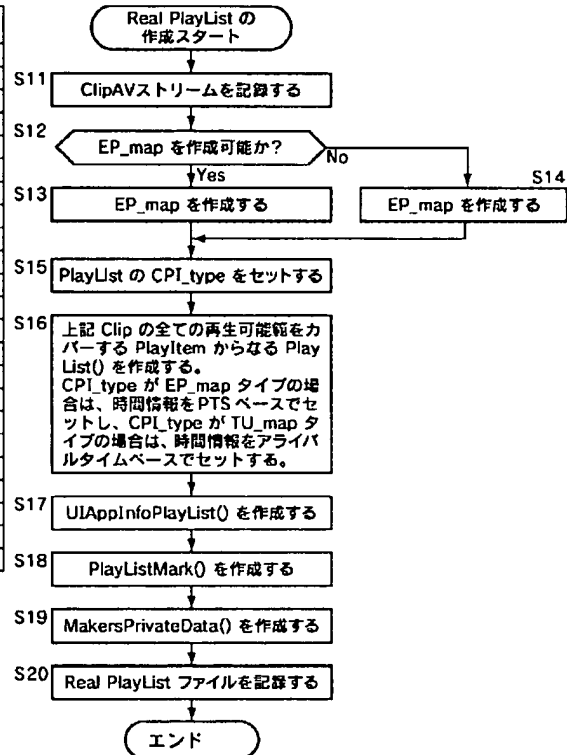 Real PlayList の
作成スタート
S11
ClipAVストリームを記録する
S12
EP_map を作成可能か?
No
Yes
S13
EP_map を作成する
S14
EP_map を作成する
S15
PlayList の CPI_type をセットする
S16
上記 Clip の全ての再生可能範をカ
バーする PlayItem からなる Play
List() を作成する。
CPI_type が EP_map タイプの場
合は、時間情報を PTS ベースでセ
ットし、CPI_type が TU_map タ
イプの場合は、時間情報をアライバ
ルタイムベースでセットする。
S17
UIAppInfoPlayList() を作成する
S18
PlayListMark() を作成する
S19
MakersPrivateData() を作成する
S20
Real PlayList ファイルを記録する
エンド